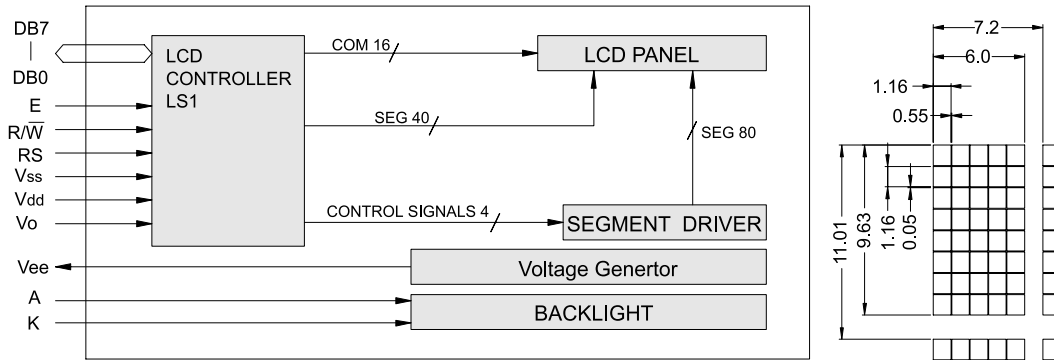 DB7
DB0
E
R/W̅
RS
Vss
Vdd
Vo
Vee
A
K
LCD
CONTROLLER
LS1
COM 16
SEG 40
CONTROL SIGNALS 4
LCD PANEL
SEG 80
SEGMENT DRIVER
Voltage Genertor
BACKLIGHT
7.2
6.0
1.16
0.55
11.01
9.63
1.16
0.05